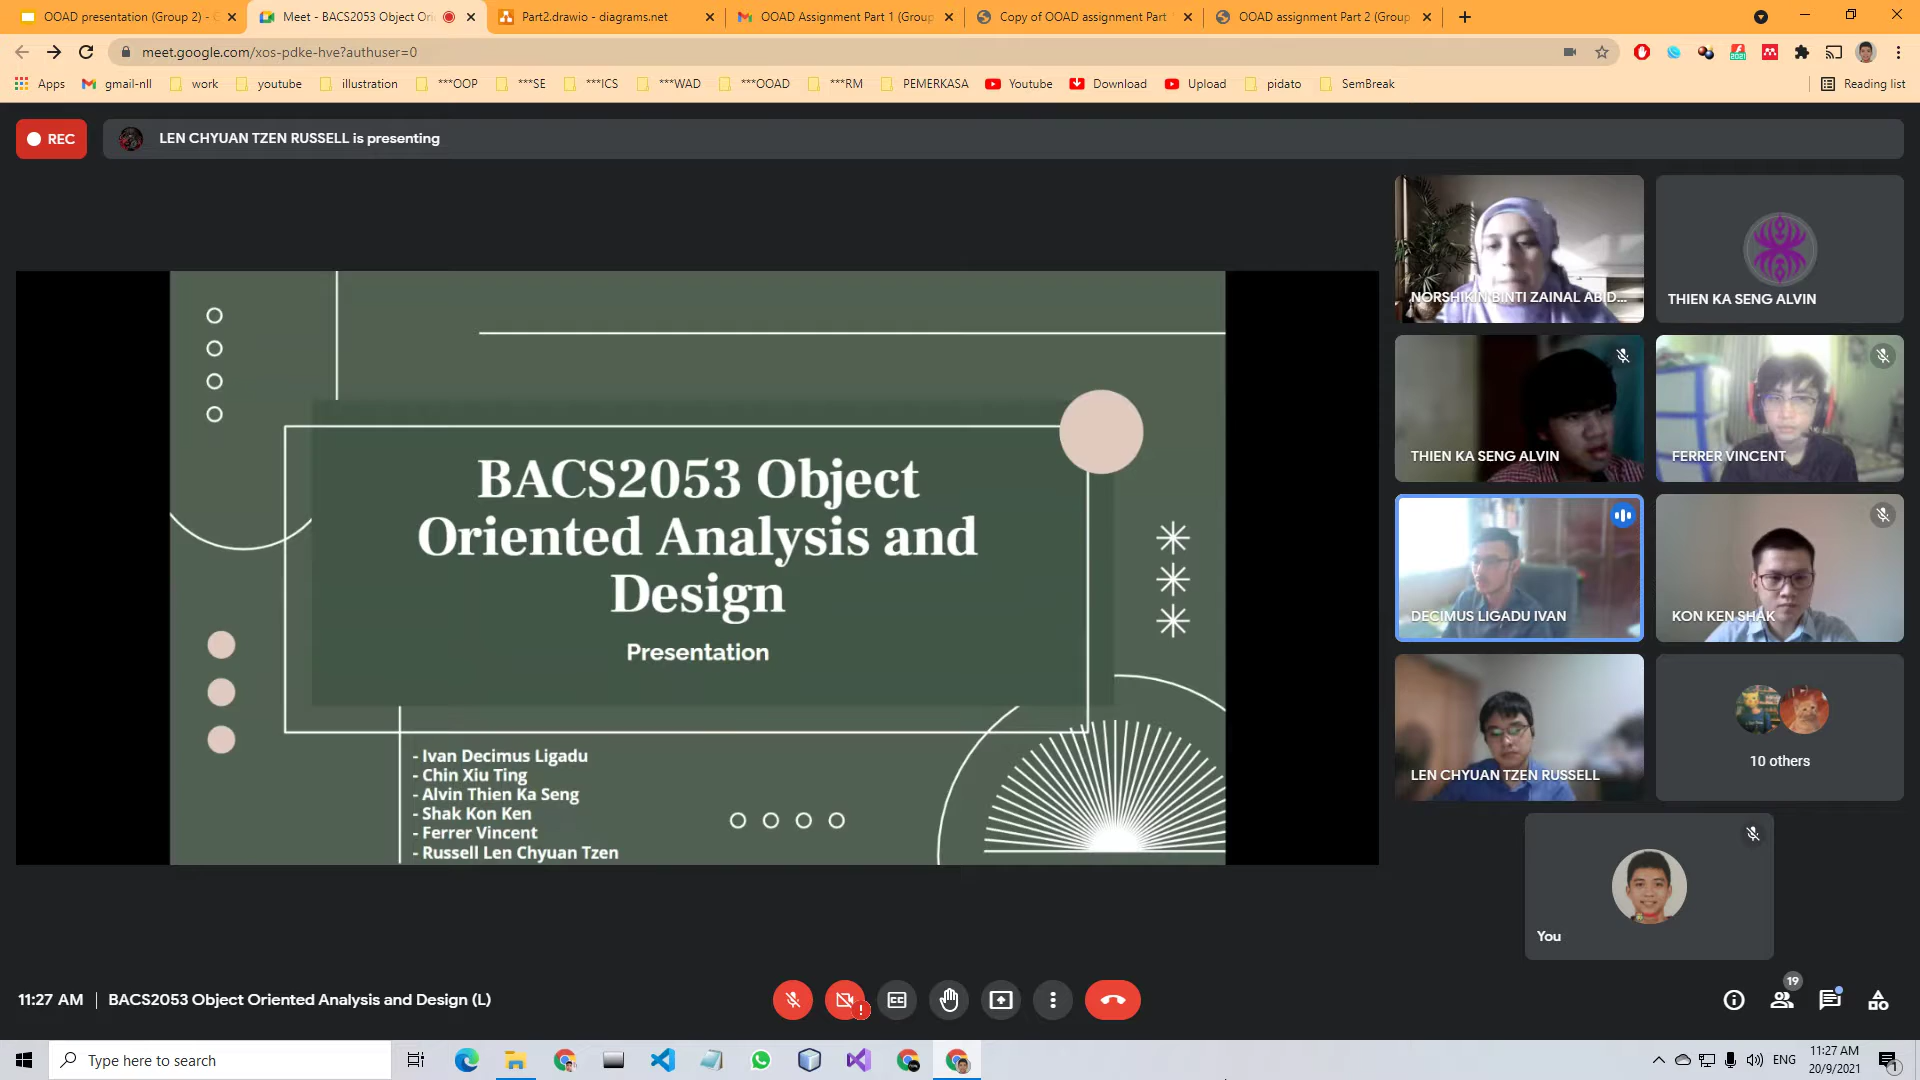 OOAD presentation (Group 2) - G
Meet - BACS2053 Object Ori
Part2.drawio - diagrams.net
OOAD Assignment Part 1 (Group
Copy of OOAD assignment Part
OOAD assignment Part 2 (Group
meet.google.com/xos-pdke-hve?authuser=0
Apps
gmail-nll
work
youtube
illustration
***OOP
***SE
***ICS
***WAD
***OOAD
***RM
PEMERKASA
Youtube
Download
Upload
pidato
SemBreak
Reading list
REC
LEN CHYUAN TZEN RUSSELL is presenting
BACS2053 Object
Oriented Analysis and
Design
Presentation
- Ivan Decimus Ligadu
- Chin Xiu Ting
- Alvin Thien Ka Seng
- Shak Kon Ken
- Ferrer Vincent
- Russell Len Chyuan Tzen
NORSHIKIN BINTI ZAINAL ABID...
THIEN KA SENG ALVIN
THIEN KA SENG ALVIN
FERRER VINCENT
DECIMUS LIGADU IVAN
KON KEN SHAK
LEN CHYUAN TZEN RUSSELL
10 others
You
11:27 AM | BACS2053 Object Oriented Analysis and Design (L)
19
Type here to search
ENG
11:27 AM
20/9/2021
1